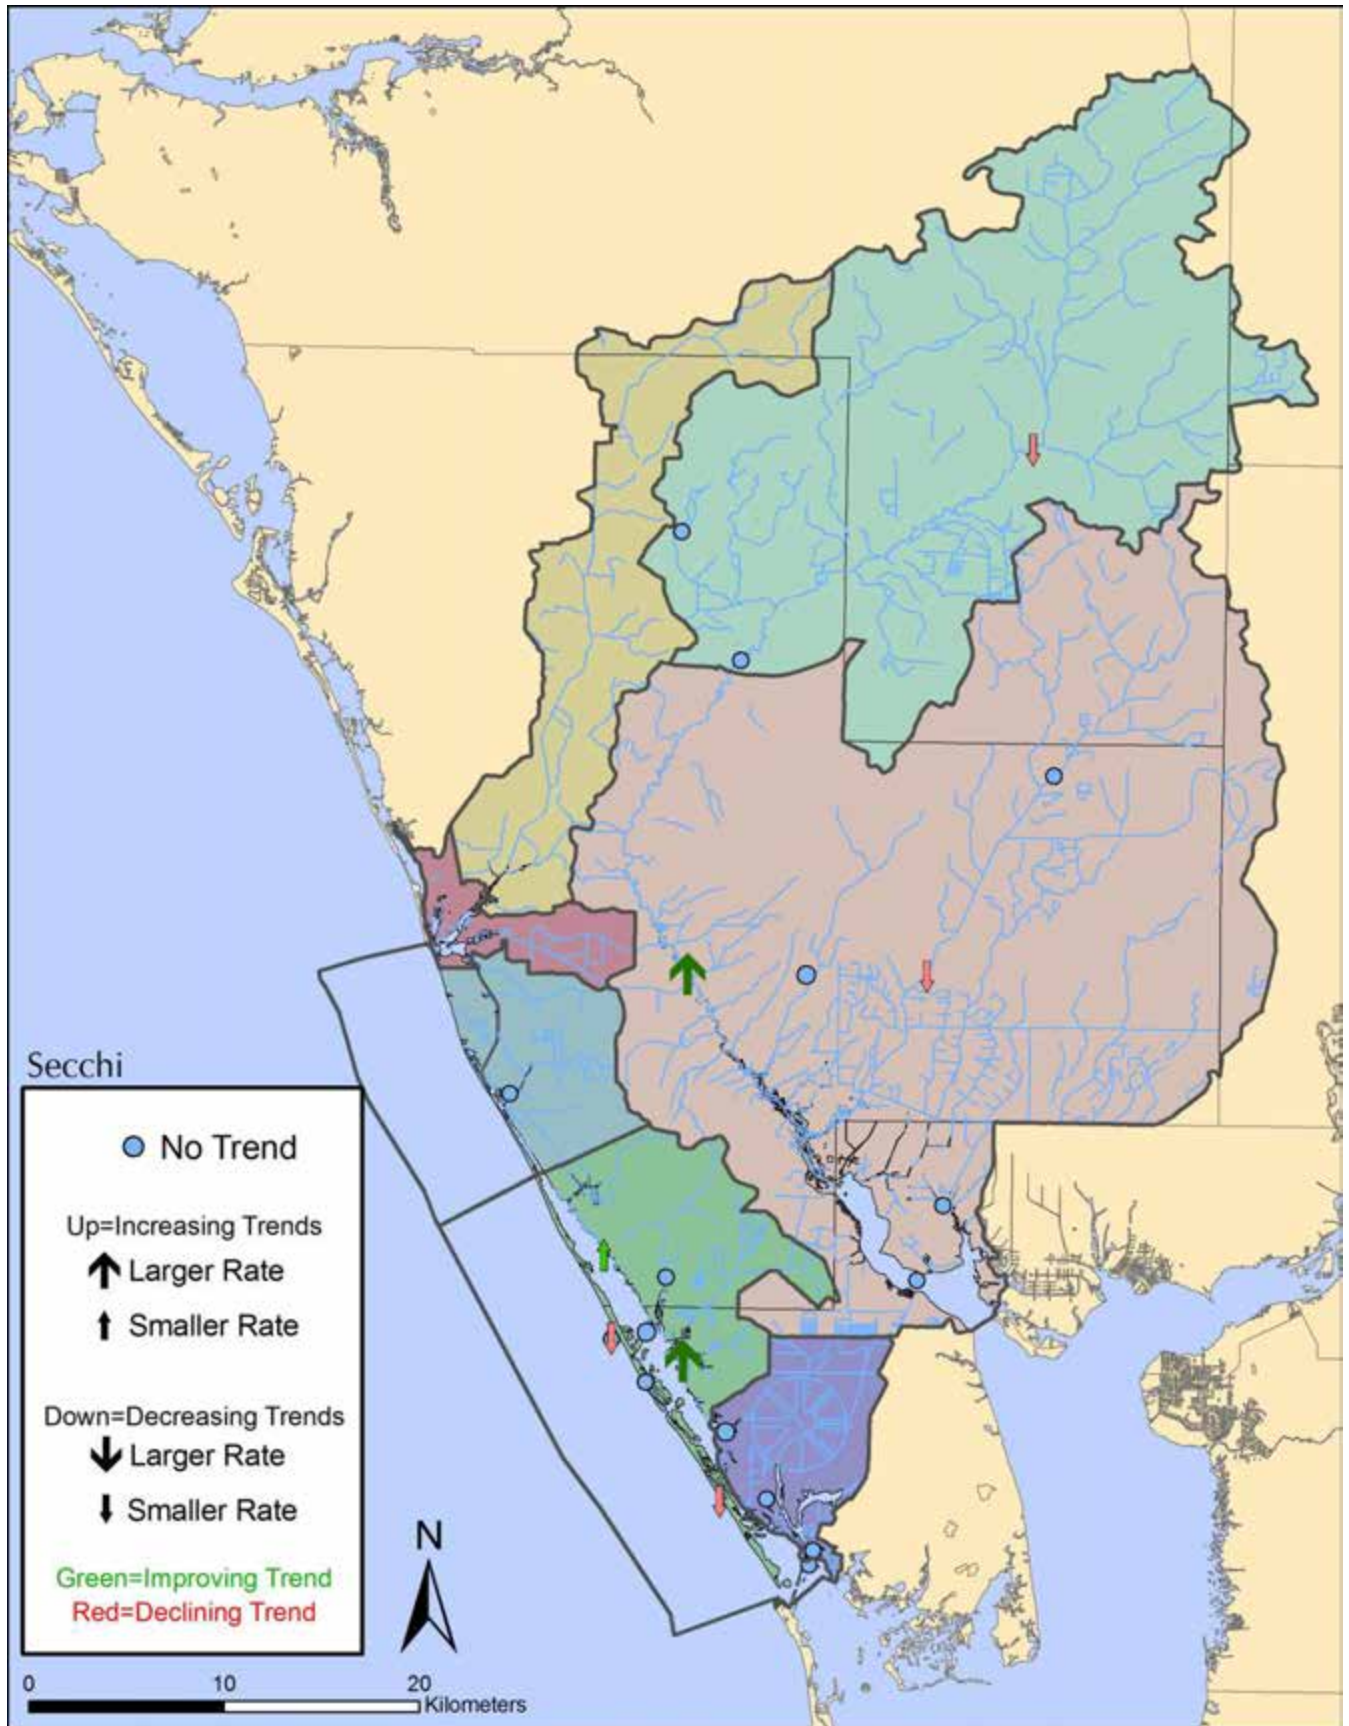 Secchi
No Trend
Up=Increasing Trends
Larger Rate
Smaller Rate
Down=Decreasing Trends
Larger Rate
Smaller Rate
Green=Improving Trend
Red=Declining Trend
N
0 10 20
Kilometers